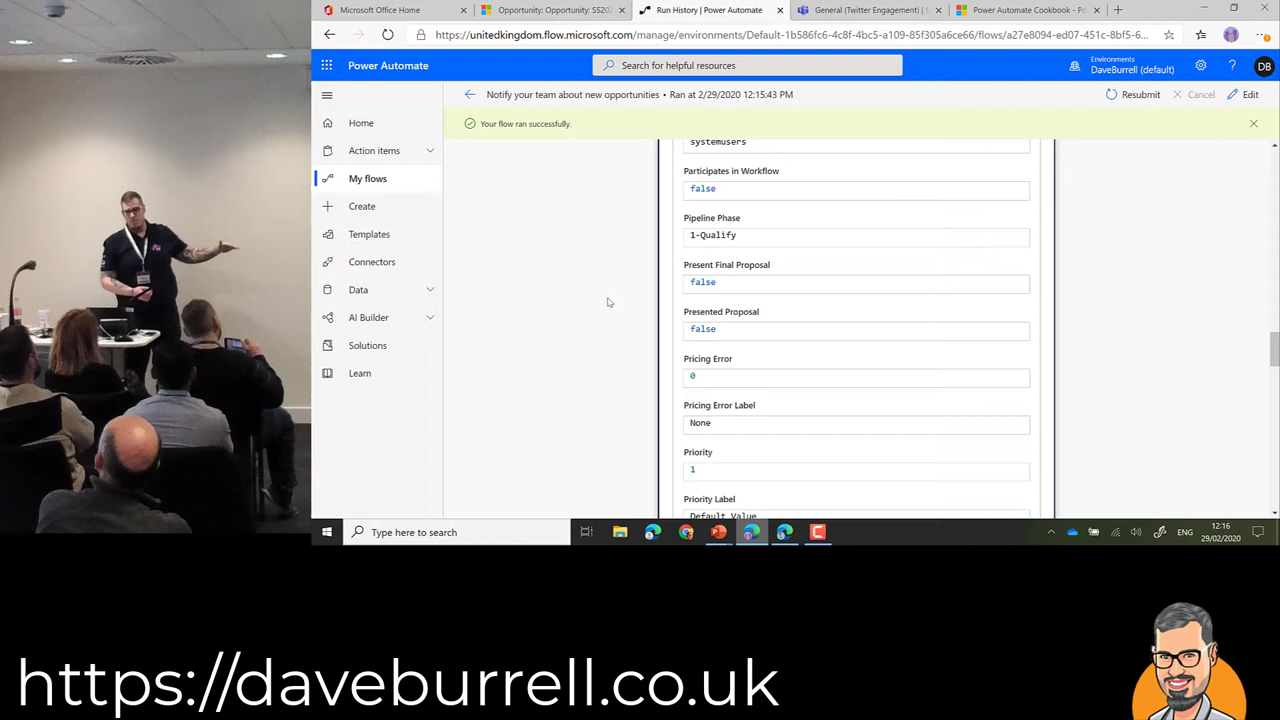 Microsoft Office Home
Opportunity: Opportunity: SS202
Run History | Power Automate
General (Twitter Engagement) |
Power Automate Cookbook - Po
https://unitedkingdom.flow.microsoft.com/manage/environments/Default-1b586fc6-4c8f-4bc5-a109-85f305a6ce66/flows/a27e8094-ed07-451c-8bf5-6...
Power Automate
Search for helpful resources
Environments
DaveBurrell (default)
DB
Notify your team about new opportunities • Ran at 2/29/2020 12:15:43 PM
Resubmit
Cancel
Edit
Your flow ran successfully.
Home
Action items
My flows
Create
Templates
Connectors
Data
AI Builder
Solutions
Learn
systemusers
Participates in Workflow
false
Pipeline Phase
1-Qualify
Present Final Proposal
false
Presented Proposal
false
Pricing Error
0
Pricing Error Label
None
Priority
1
Priority Label
Default Value
Type here to search
ENG
12:16
29/02/2020
https://daveburrell.co.uk